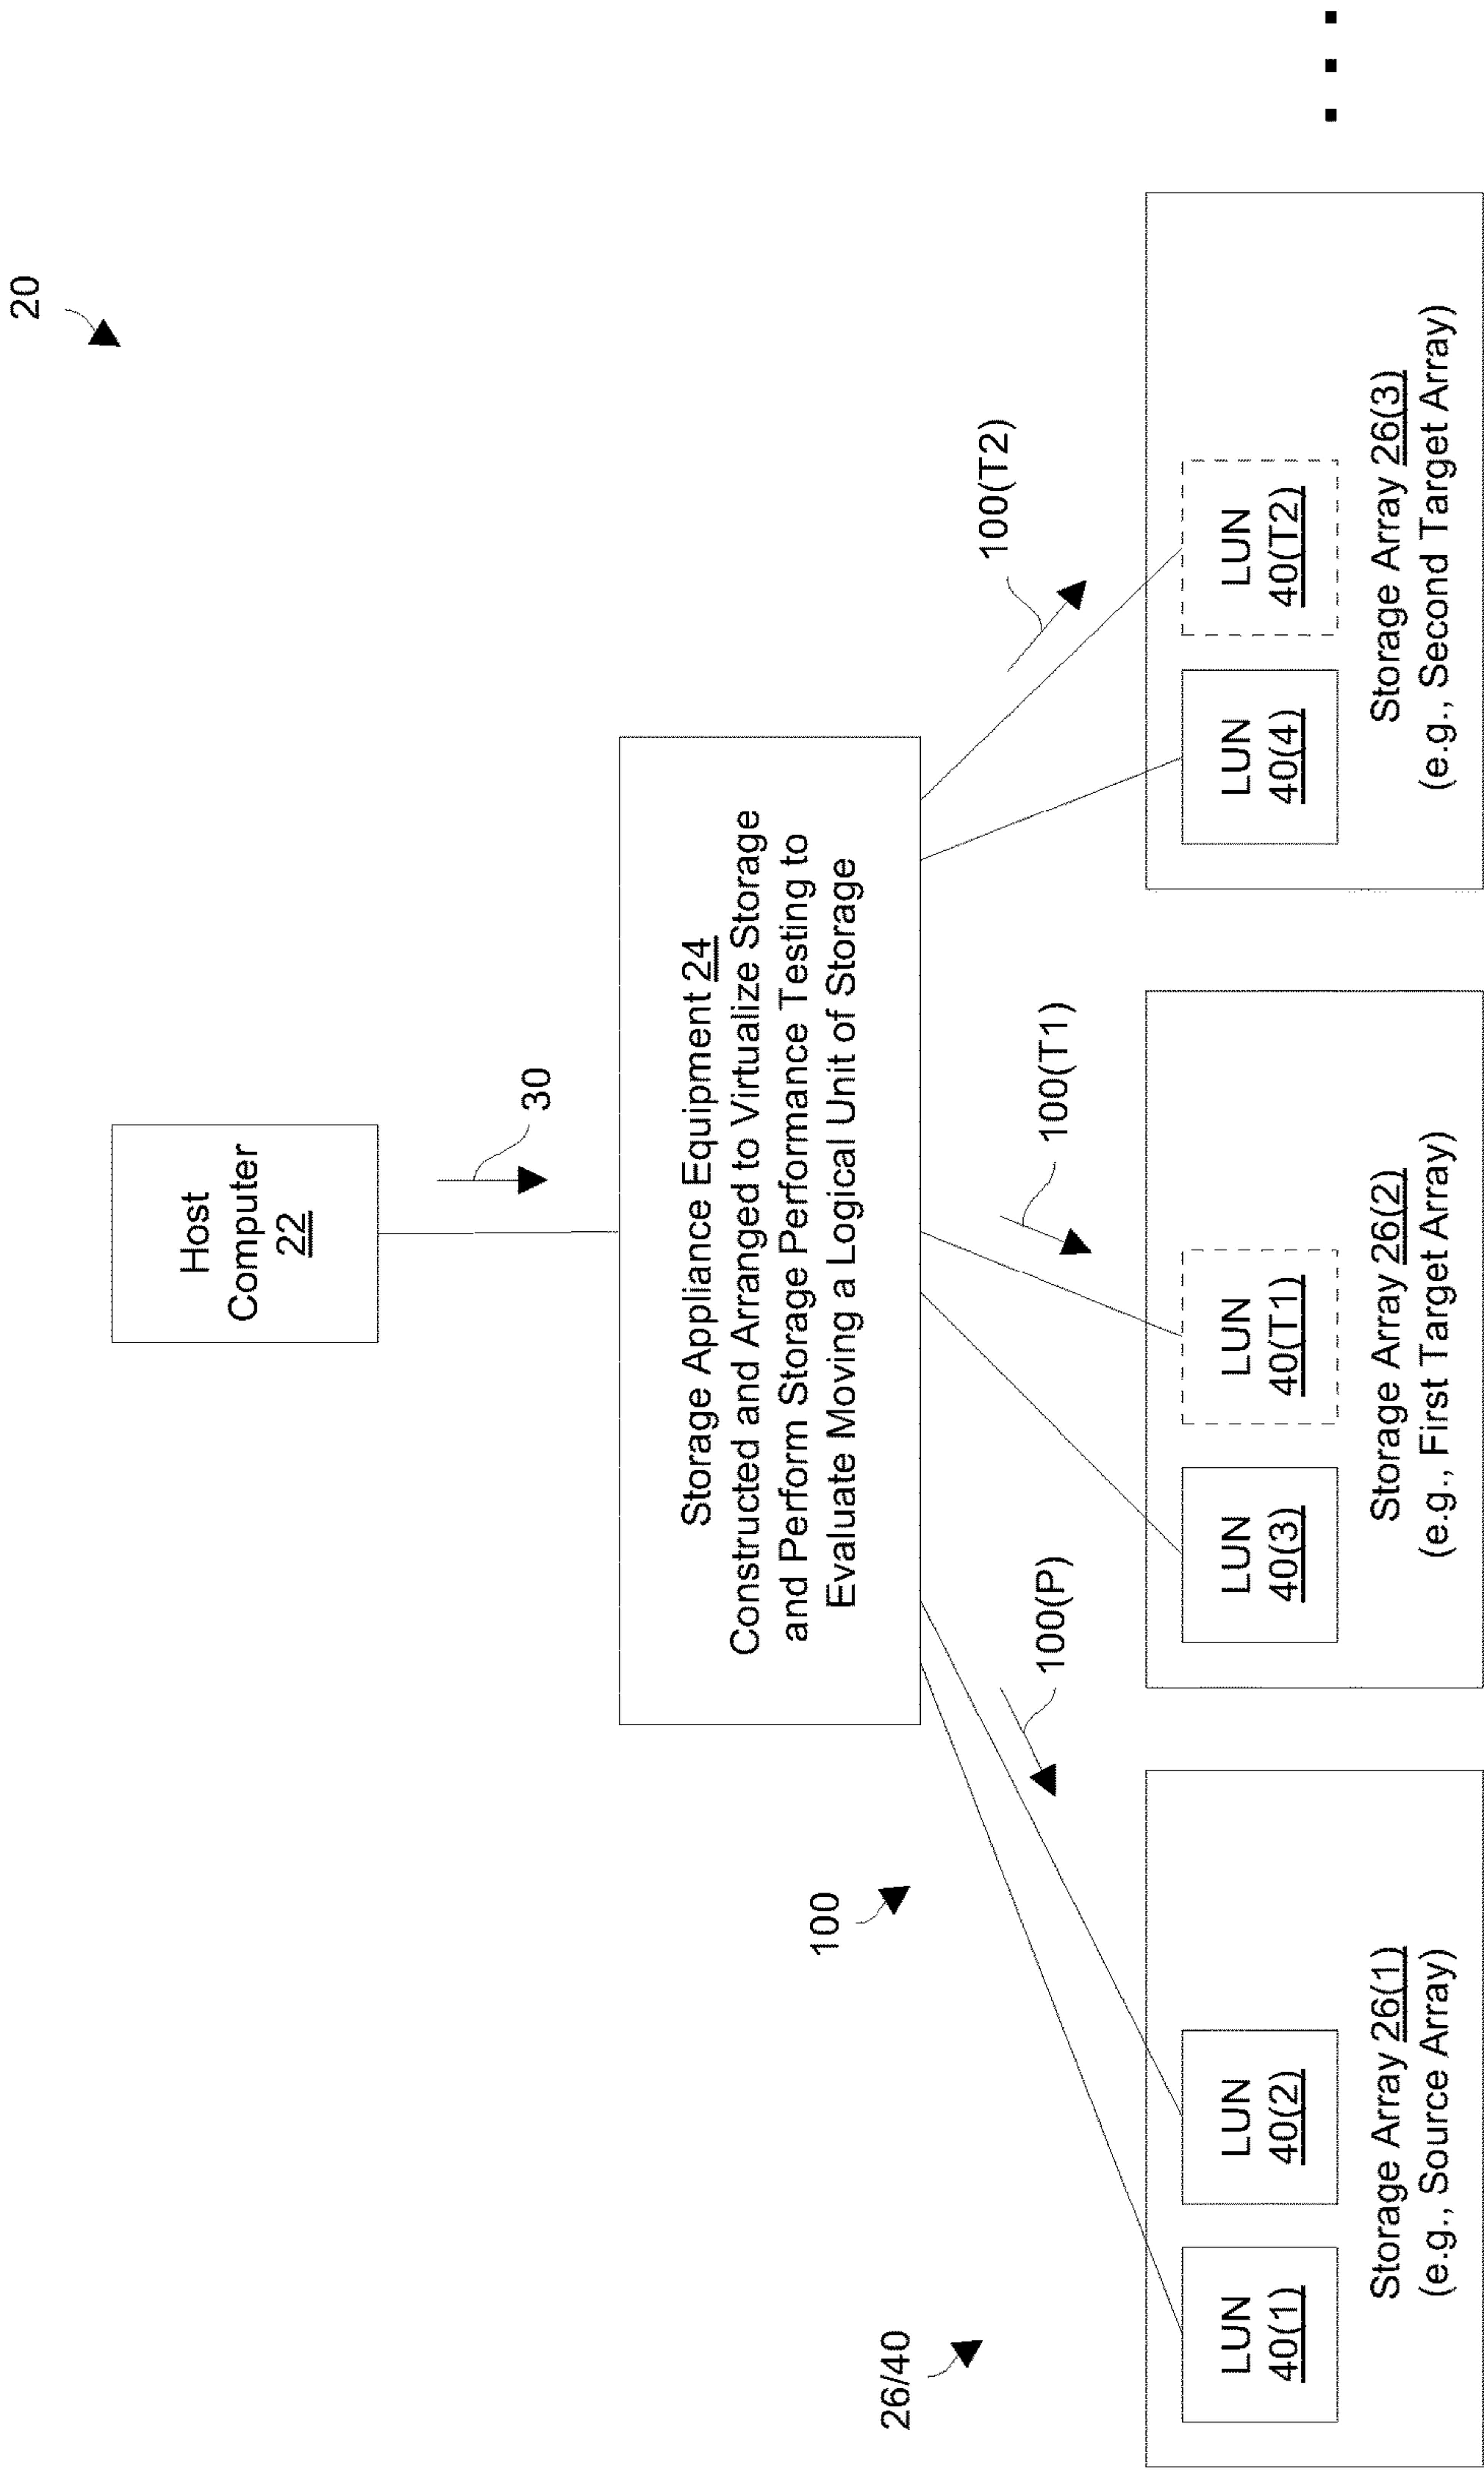 20
Host
Computer
22
30
Storage Appliance Equipment 24
Constructed and Arranged to Virtualize Storage
and Perform Storage Performance Testing to
Evaluate Moving a Logical Unit of Storage
100
26/40
100(P)
100(T1)
100(T2)
LUN
40(1)
LUN
40(2)
Storage Array 26(1)
(e.g., Source Array)
LUN
40(3)
LUN
40(T1)
Storage Array 26(2)
(e.g., First Target Array)
LUN
40(4)
LUN
40(T2)
Storage Array 26(3)
(e.g., Second Target Array)
...